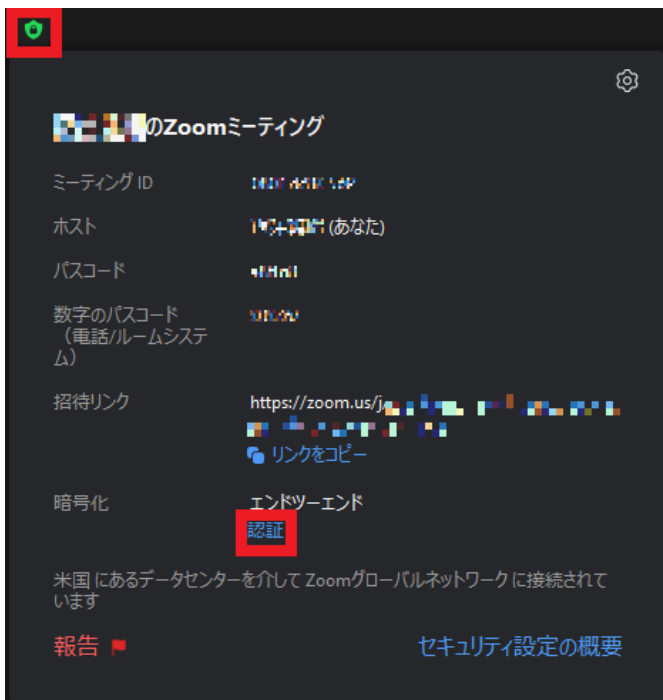 のZoomミーティング
ミーティング ID
ホスト
(あなた)
パスコード
数字のパスコード
（電話/ルームシステ
ム）
招待リンク
https://zoom.us/j/
リンクをコピー
暗号化
エンドツーエンド
認証
米国 にあるデータセンターを介して Zoomグローバルネットワーク に接続されて
います
報告
セキュリティ設定の概要